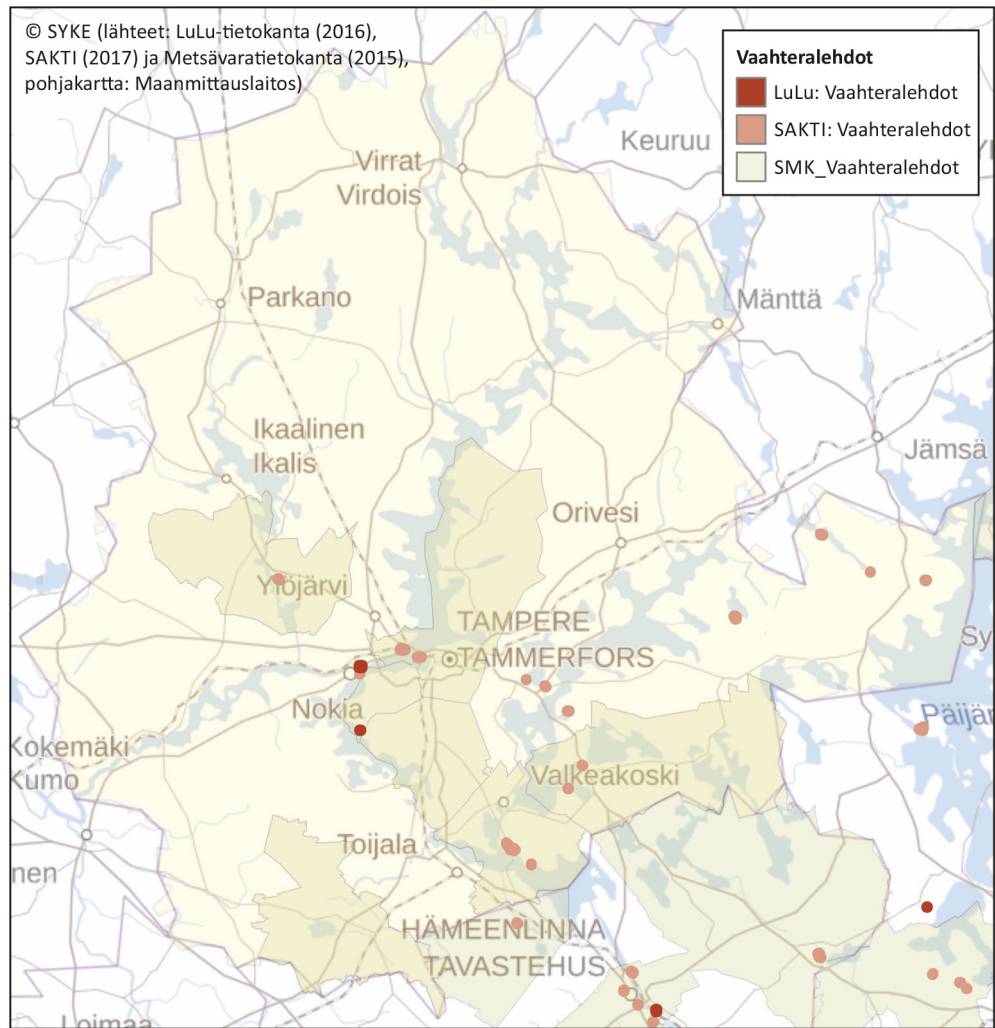 © SYKE (lähteet: LuLu-tietokanta (2016),
SAKTI (2017) ja Metsävaratietokanta (2015),
pohjakartta: Maanmittauslaitos)
Vaahteralehdot
LuLu: Vaahteralehdot
SAKTI: Vaahteralehdot
SMK_Vaahteralehdot
Keuruu
Virrat
Virdois
Parkano
Mänttä
Ikaalinen
Ikalis
Jämsä
Orivesi
Ylöjärvi
TAMPERE
TAMMERFORS
Sy
Nokia
Päijän
Kokemäki
Kumo
Valkeakoski
Toijala
nen
HÄMEENLINNA
TAVASTEHUS
Loimaa